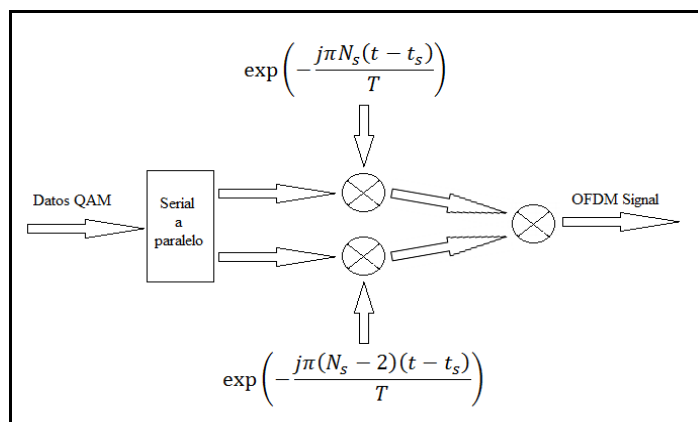 exp(-jπN_s(t - t_s)/T)
Datos QAM
Serial
a
paralelo
OFDM Signal
exp(-jπ(N_s - 2)(t - t_s)/T)